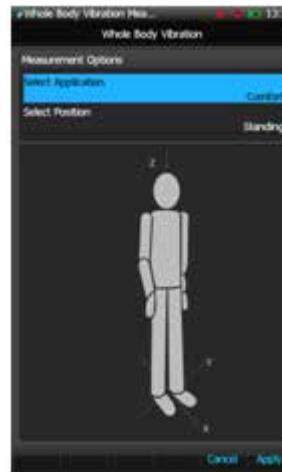 Whole Body Vibration Mea...
Whole Body Vibration
Measurement Options
Select Application
Comfort
Select Position
Standing
Z
Y
X
Cancel Apply